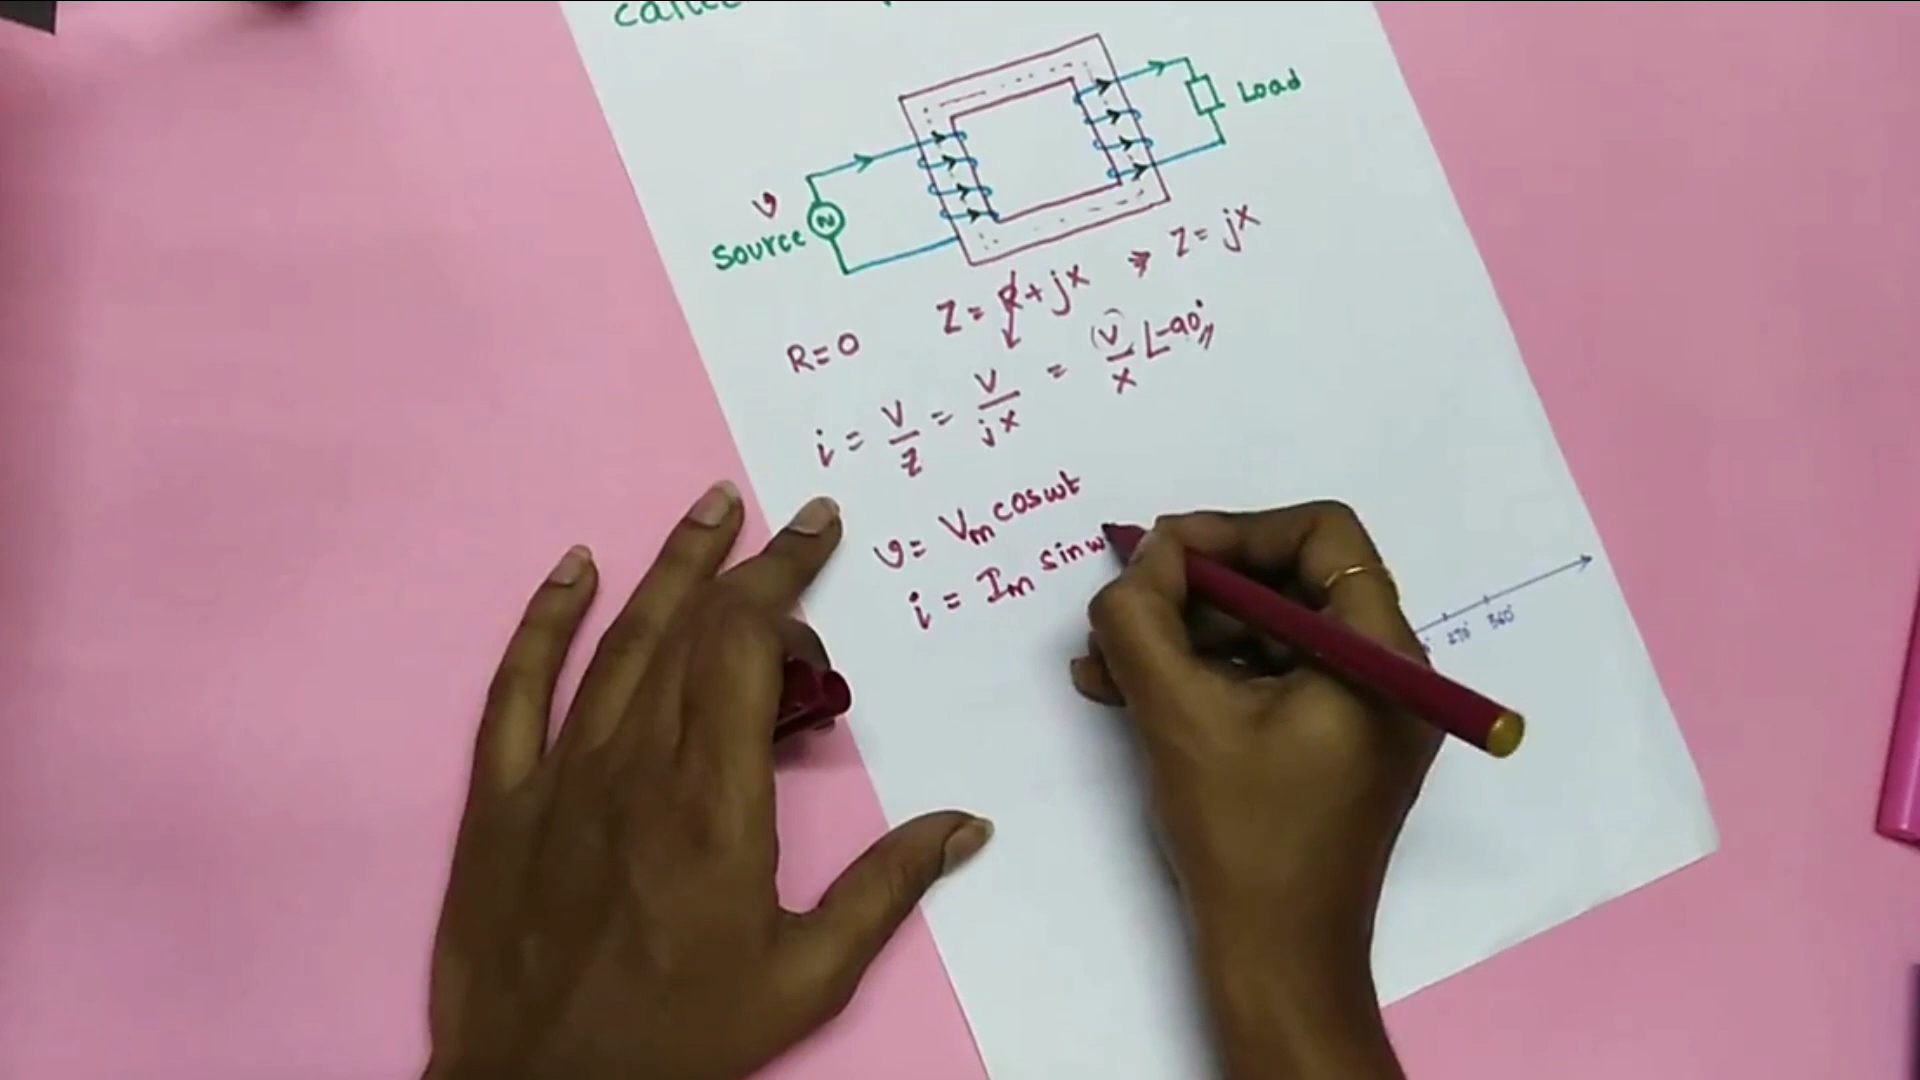 Load
υ
Source
Z = R + jX ⇒ Z = jX
R = 0
i = V/Z = V/jX = (V)/X ∠-90°
υ = Vm cosωt
i = Im sinω
270° 360°